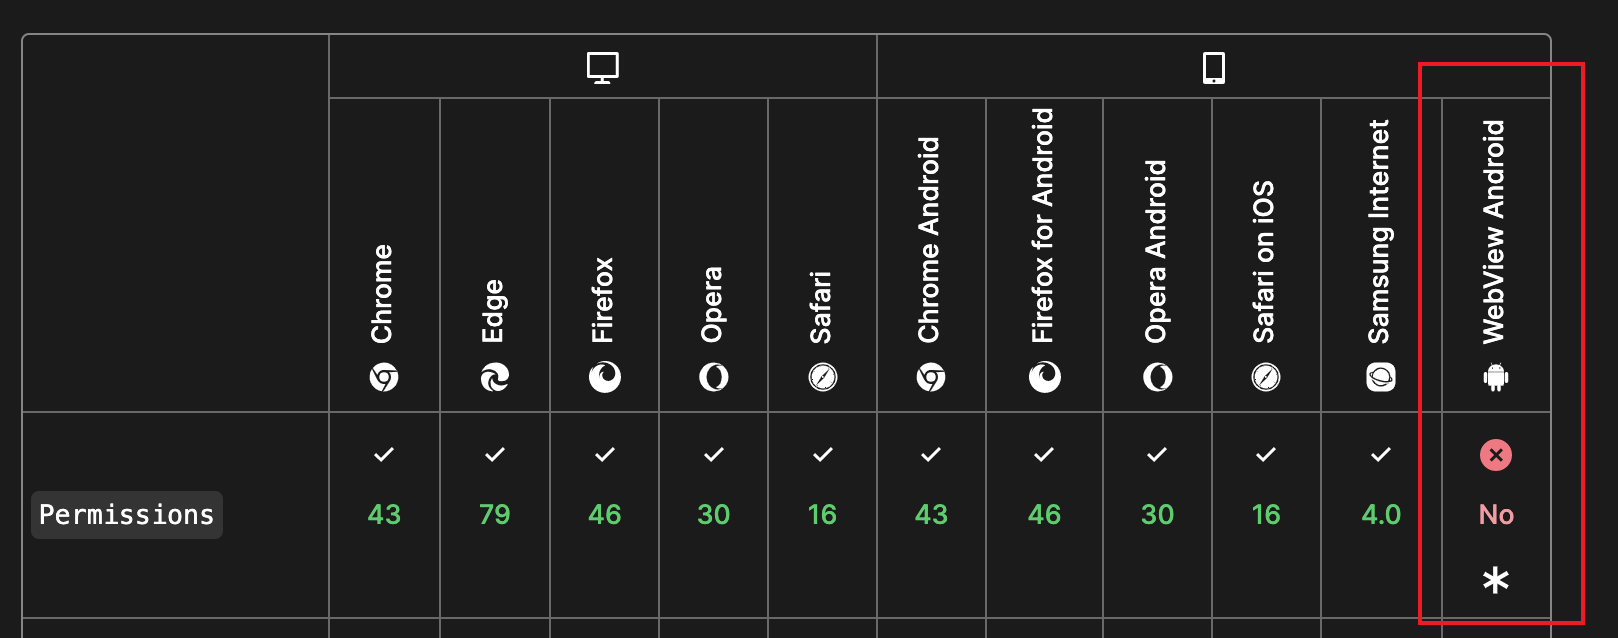 Chrome
Edge
Firefox
Opera
Safari
Chrome Android
Firefox for Android
Opera Android
Safari on iOS
Samsung Internet
WebView Android
Permissions
43
79
46
30
16
43
46
30
16
4.0
No
*